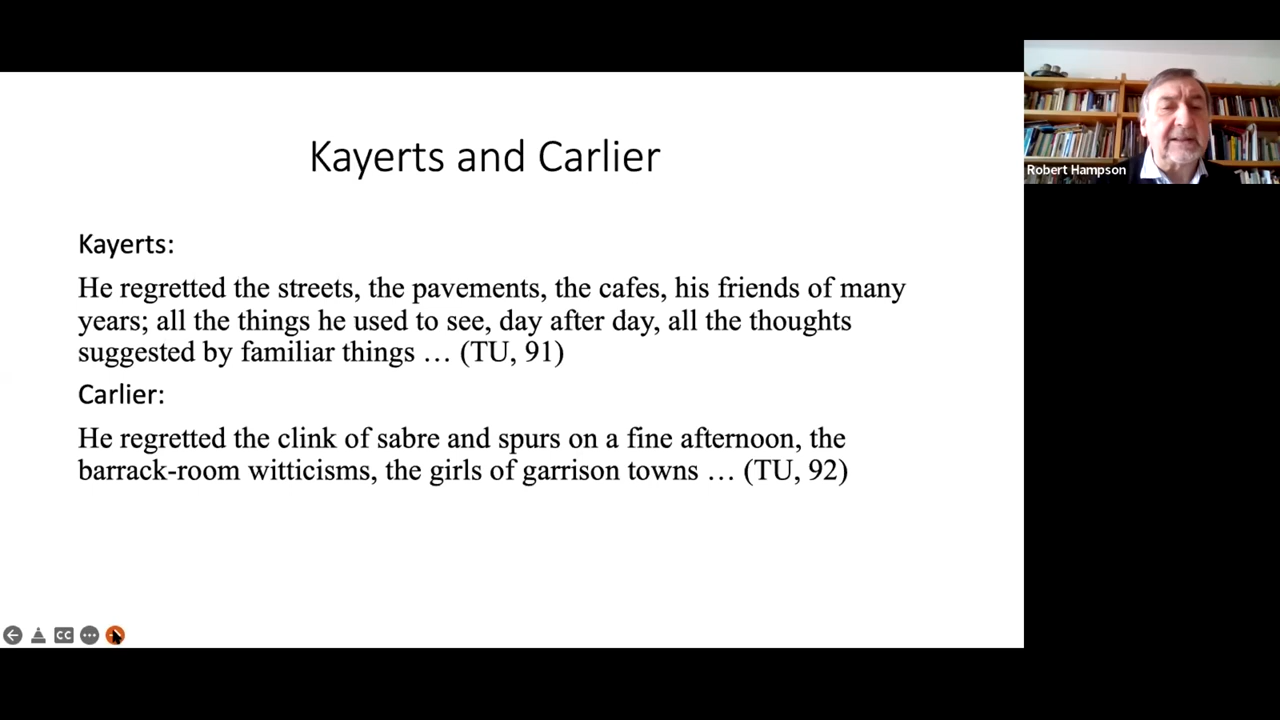 Kayerts and Carlier
Kayerts:
He regretted the streets, the pavements, the cafes, his friends of many
years; all the things he used to see, day after day, all the thoughts
suggested by familiar things … (TU, 91)
Carlier:
He regretted the clink of sabre and spurs on a fine afternoon, the
barrack-room witticisms, the girls of garrison towns … (TU, 92)
Robert Hampson
CC